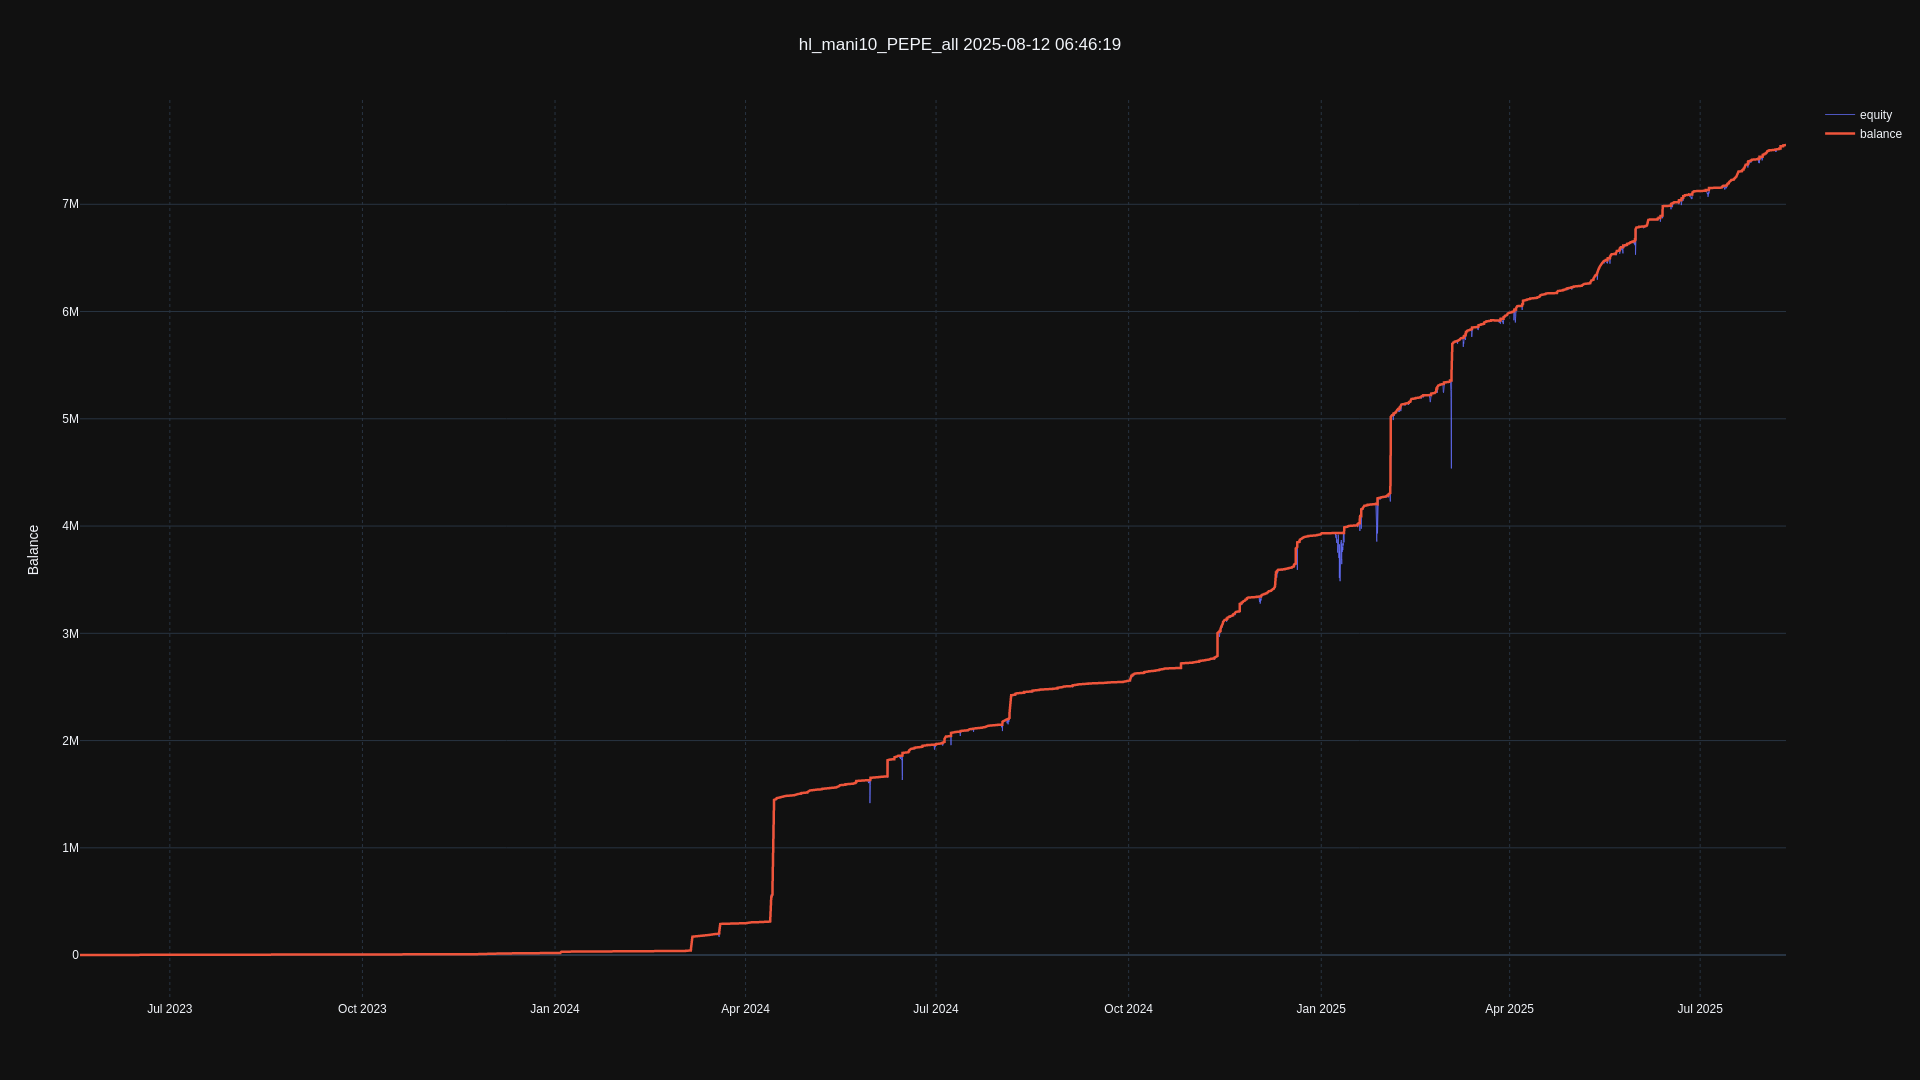 hl_mani10_PEPE_all 2025-08-12 06:46:19
equity
balance
7M
6M
5M
4M
3M
2M
1M
0
Balance
Jul 2023
Oct 2023
Jan 2024
Apr 2024
Jul 2024
Oct 2024
Jan 2025
Apr 2025
Jul 2025